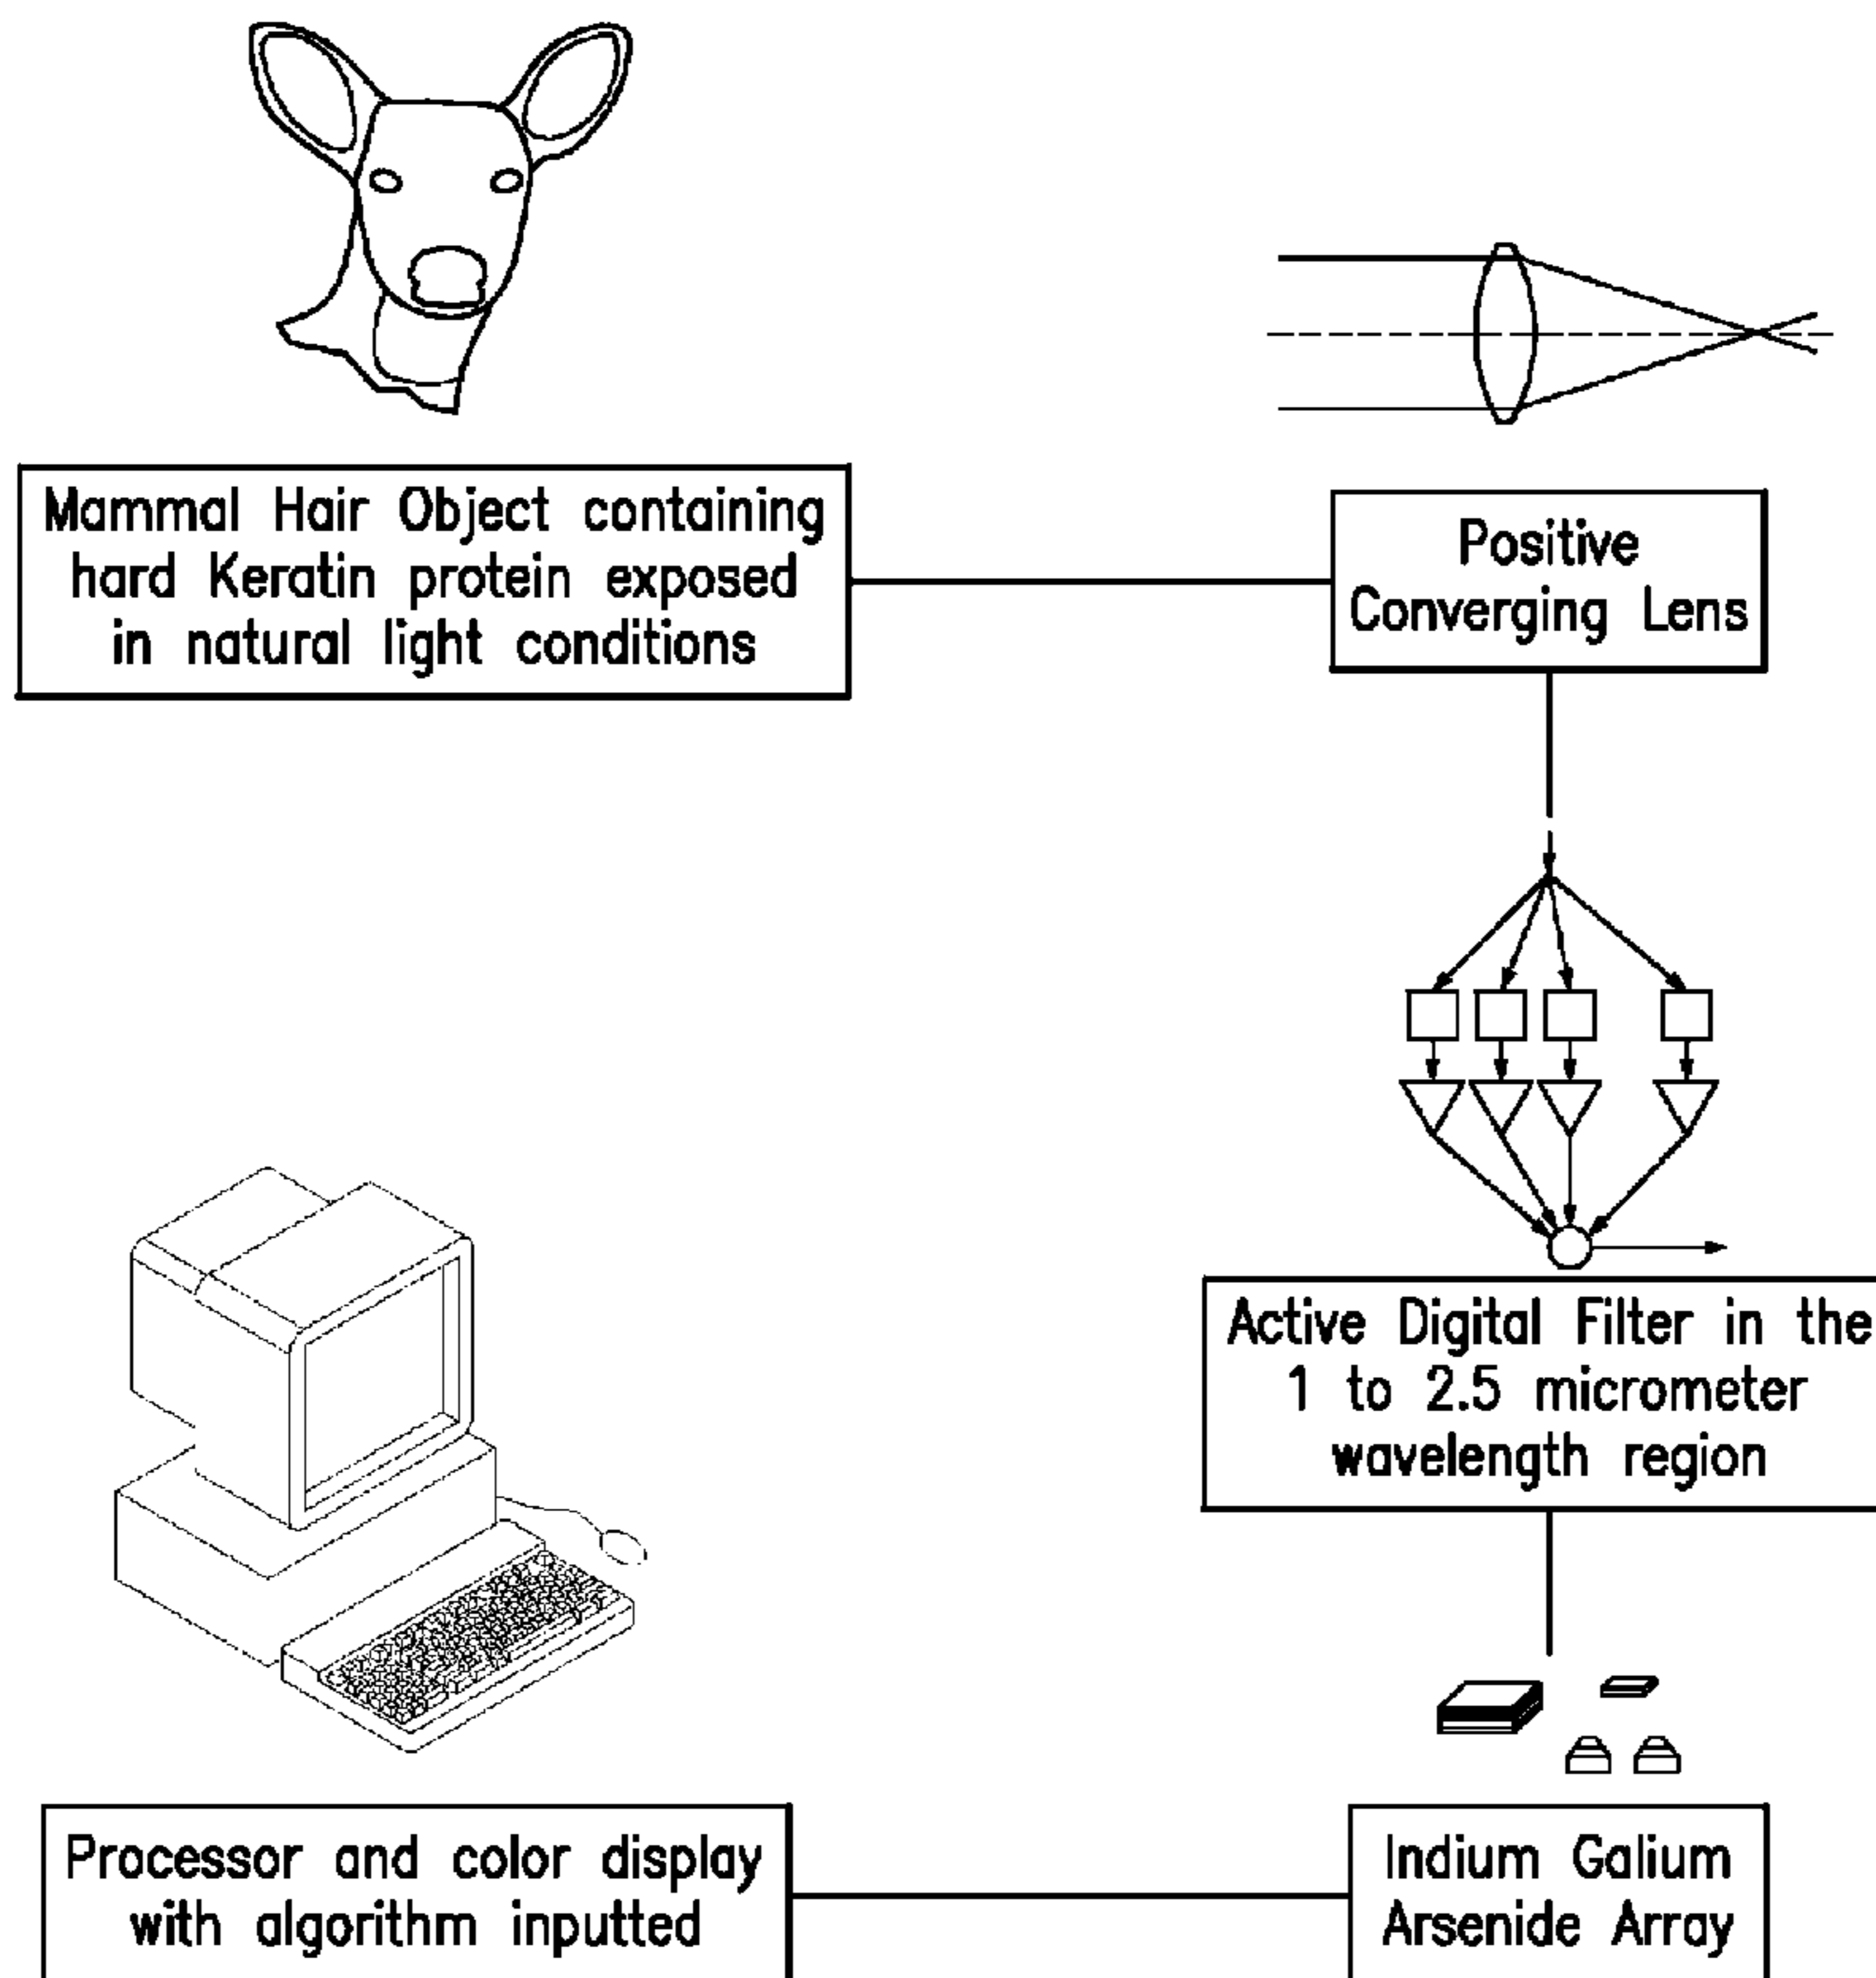 Mammal Hair Object containing
hard Keratin protein exposed
in natural light conditions
Positive
Converging Lens
Active Digital Filter in the
1 to 2.5 micrometer
wavelength region
Processor and color display
with algorithm inputted
Indium Galium
Arsenide Array